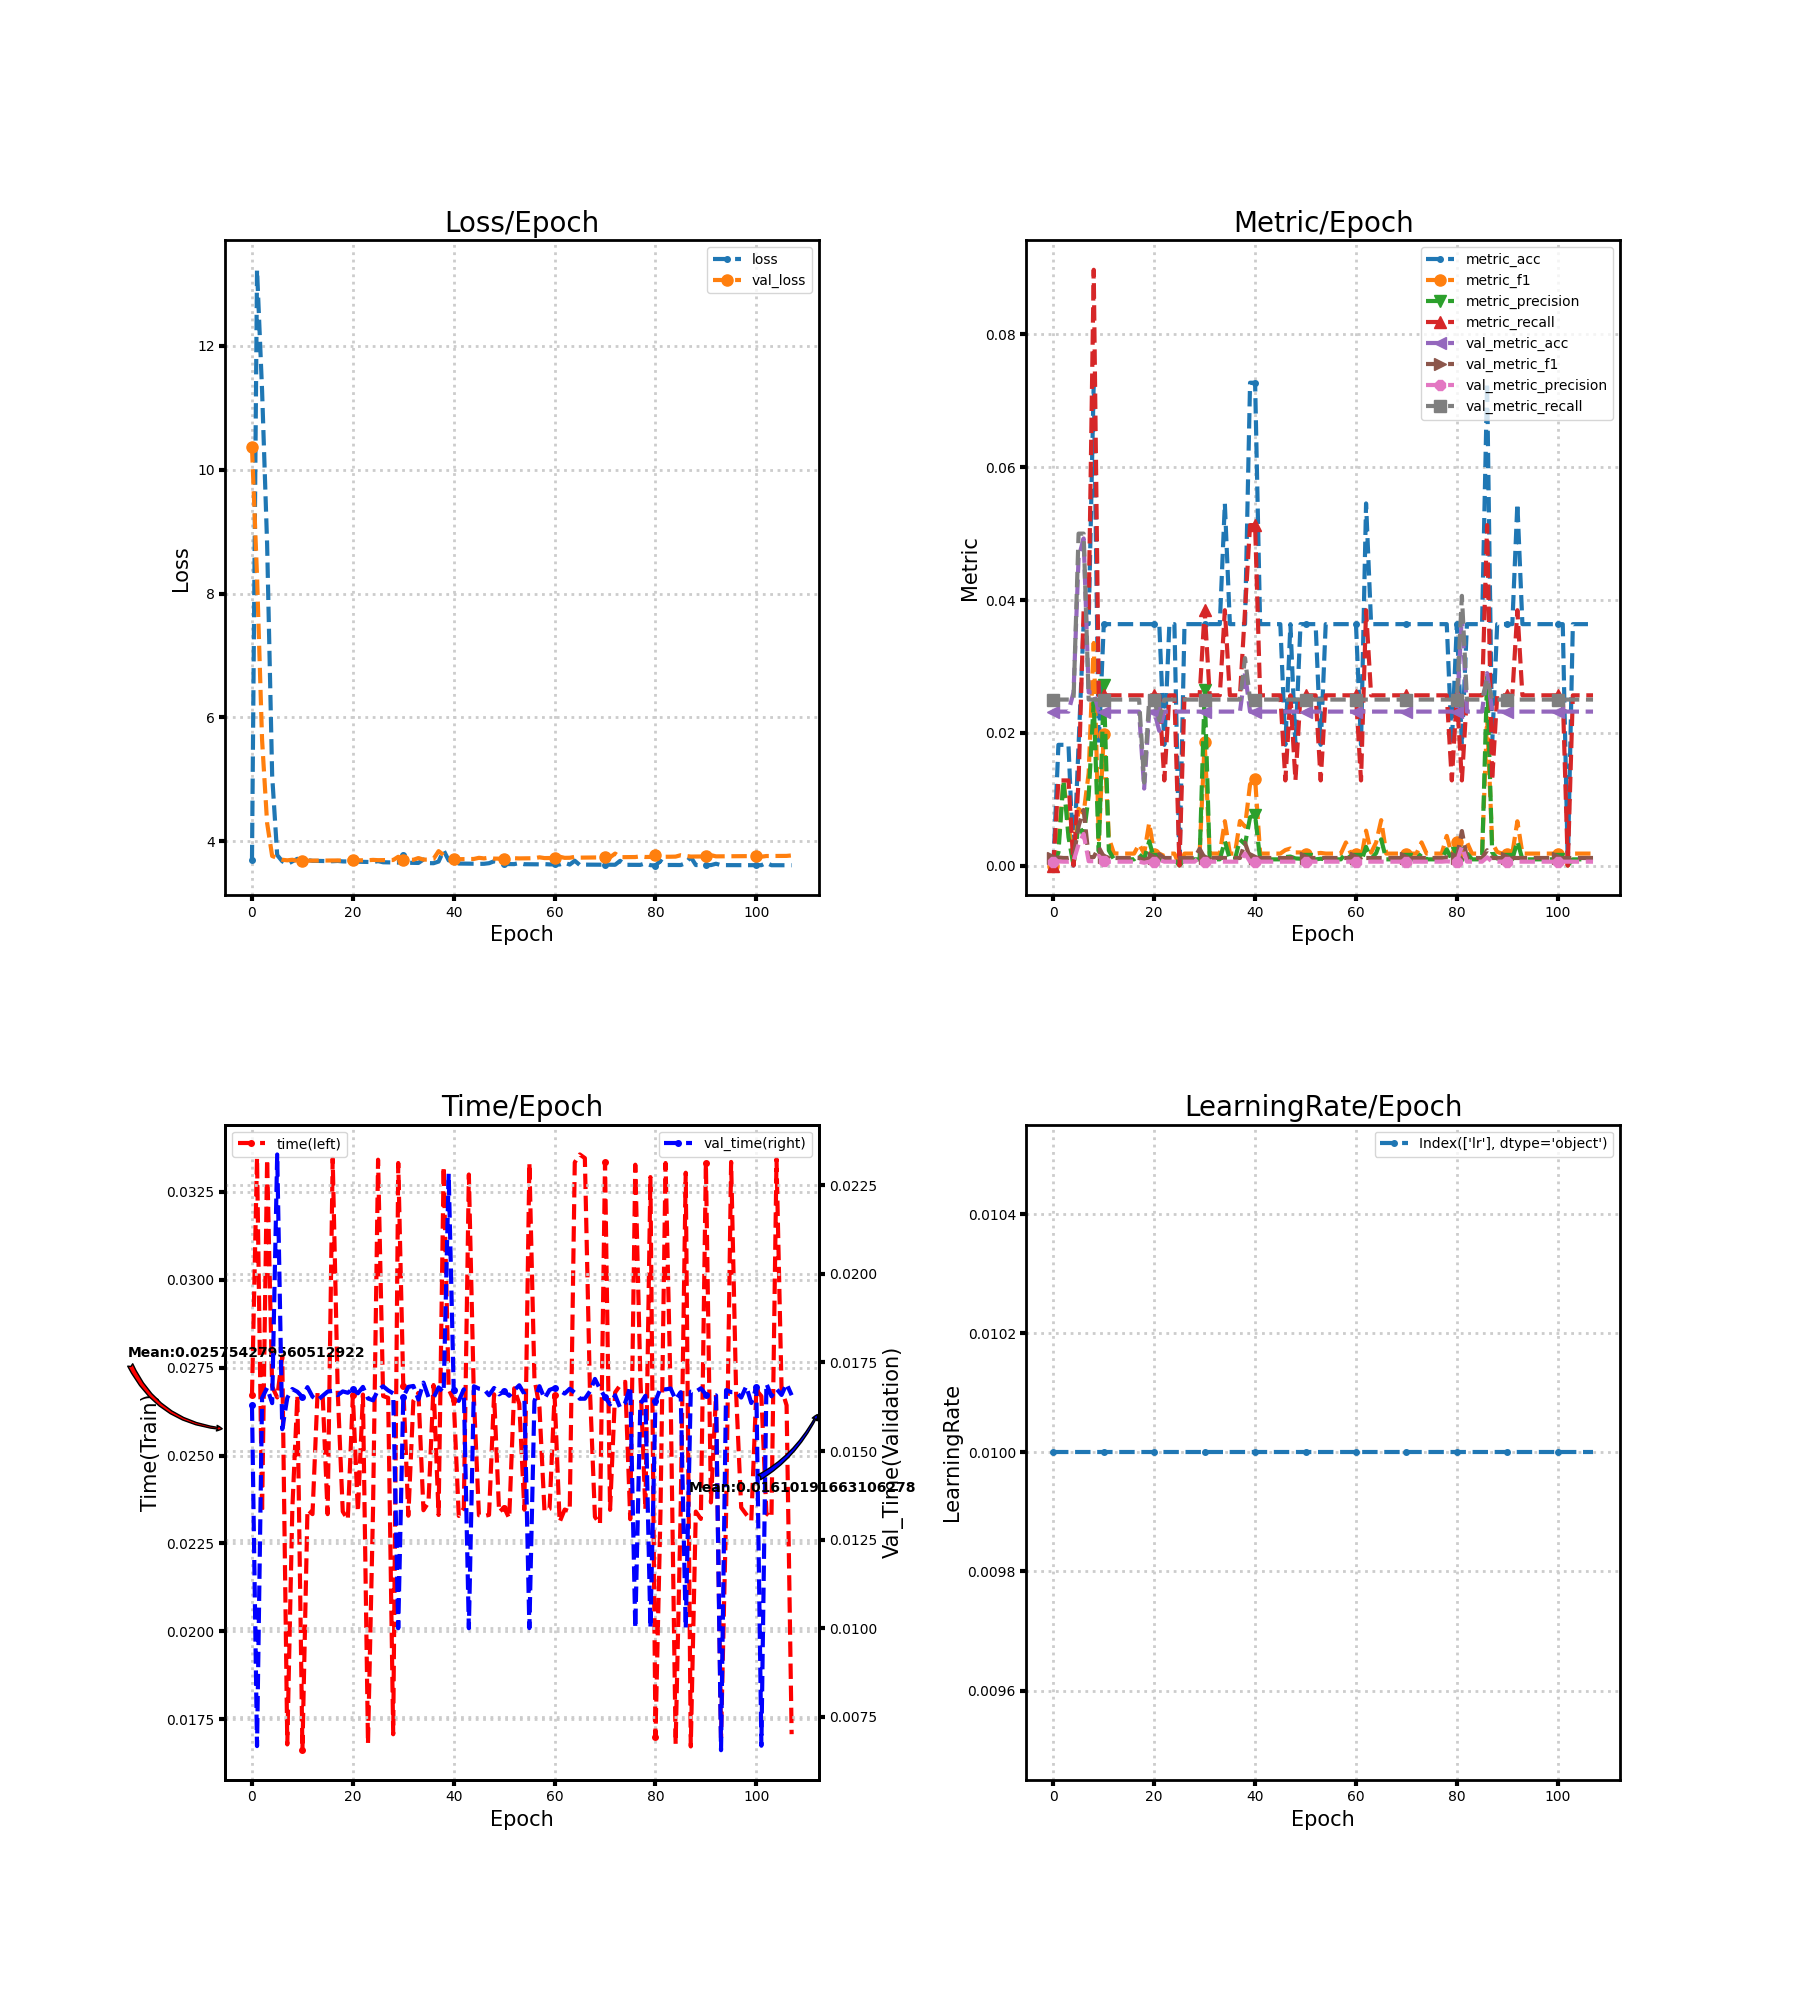 Loss/Epoch
loss
val_loss
12
10
8
6
4
Loss
0
20
40
60
80
100
Epoch
Metric/Epoch
metric_acc
metric_f1
metric_precision
metric_recall
val_metric_acc
val_metric_f1
val_metric_precision
val_metric_recall
0.08
0.06
0.04
0.02
0.00
Metric
0
20
40
60
80
100
Epoch
Time/Epoch
time(left)
val_time(right)
0.0325
0.0300
0.0275
0.0250
0.0225
0.0200
0.0175
Time(Train)
Mean:0.025754279560512922
0.0225
0.0200
0.0175
0.0150
0.0125
0.0100
0.0075
Val_Time(Validation)
Mean:0.01610191663106278
0
20
40
60
80
100
Epoch
LearningRate/Epoch
Index(['lr'], dtype='object')
0.0104
0.0102
0.0100
0.0098
0.0096
LearningRate
0
20
40
60
80
100
Epoch